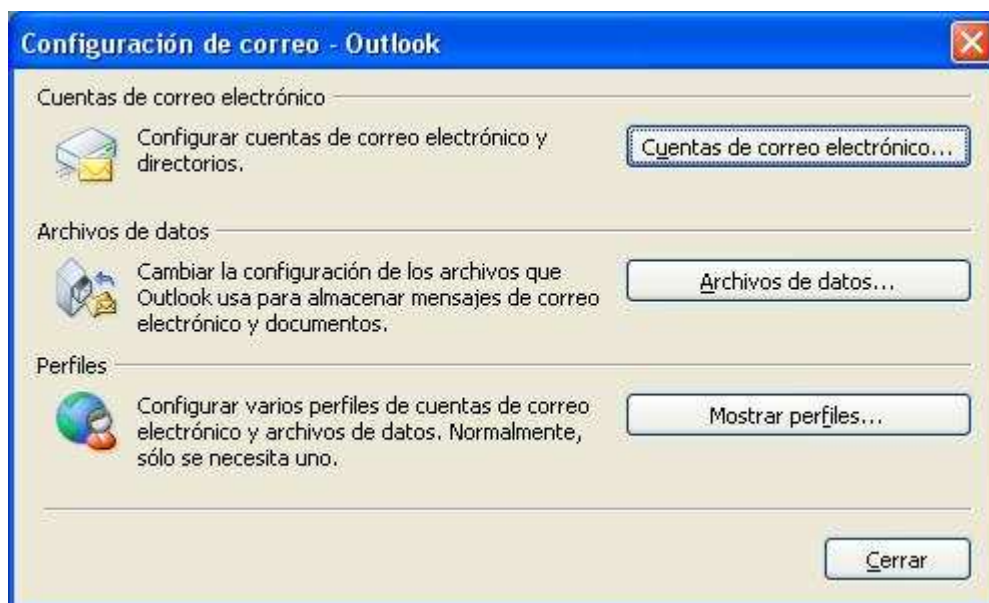 Configuración de correo - Outlook
Cuentas de correo electrónico
Configurar cuentas de correo electrónico y
directorios.
Cuentas de correo electrónico...
Archivos de datos
Cambiar la configuración de los archivos que
Outlook usa para almacenar mensajes de correo
electrónico y documentos.
Archivos de datos...
Perfiles
Configurar varios perfiles de cuentas de correo
electrónico y archivos de datos. Normalmente,
sólo se necesita uno.
Mostrar perfiles...
Cerrar